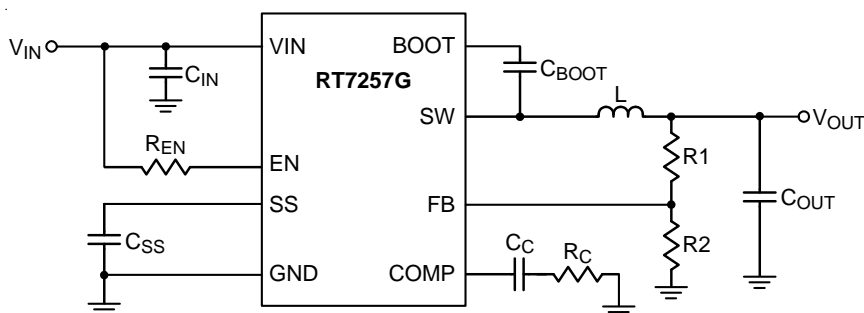 VIN
VIN
BOOT
CIN
CBOOT
RT7257G
L
SW
VOUT
REN
EN
R1
SS
FB
COUT
CSS
CC
RC
R2
GND
COMP